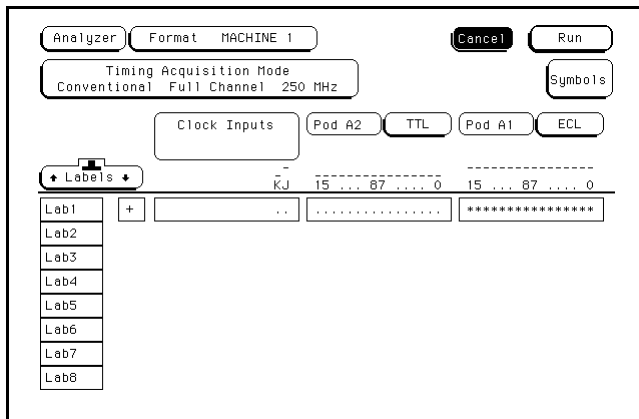 Analyzer Format MACHINE 1 Cancel Run
Timing Acquisition Mode
Conventional Full Channel 250 MHz Symbols
Clock Inputs Pod A2 TTL Pod A1 ECL
Labels KJ 15 ... 87 .... 0 15 ... 87 .... 0
Lab1 + .. ................ ****************
Lab2
Lab3
Lab4
Lab5
Lab6
Lab7
Lab8